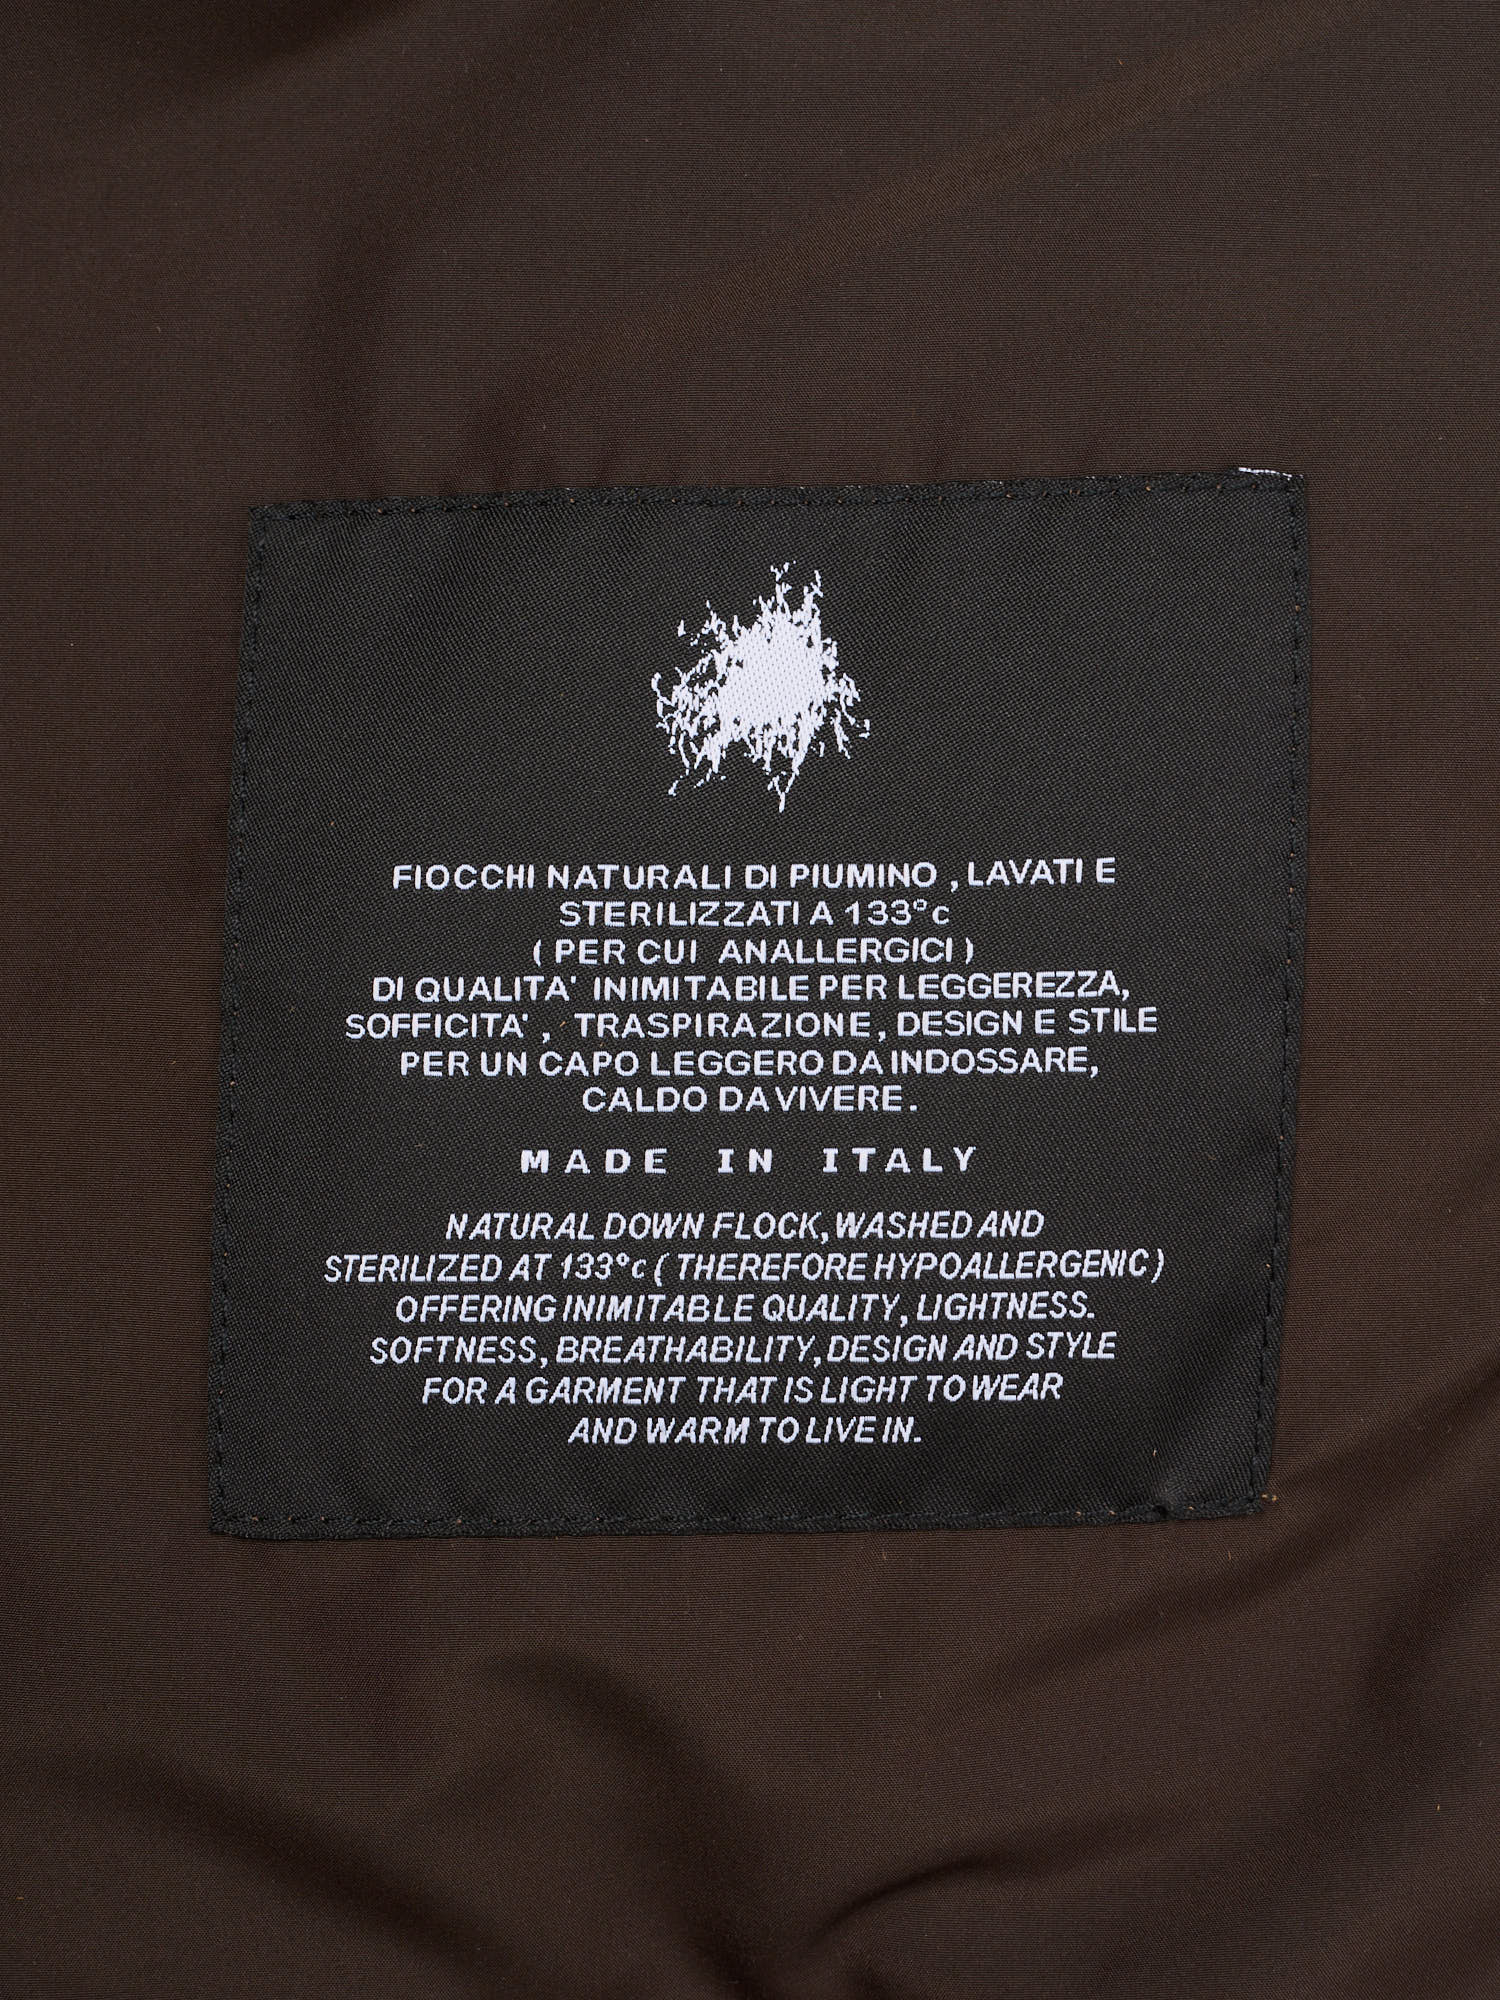 FIOCCHI NATURALI DI PIUMINO , LAVATI E
STERILIZZATI A 133°c
( PER CUI ANALLERGICI )
DI QUALITA' INIMITABILE PER LEGGEREZZA,
SOFFICITA' , TRASPIRAZIONE , DESIGN E STILE
PER UN CAPO LEGGERO DA INDOSSARE,
CALDO DA VIVERE .
MADE IN ITALY
NATURAL DOWN FLOCK, WASHED AND
STERILIZED AT 133°c ( THEREFORE HYPOALLERGENIC )
OFFERING INIMITABLE QUALITY, LIGHTNESS.
SOFTNESS, BREATHABILITY, DESIGN AND STYLE
FOR A GARMENT THAT IS LIGHT TO WEAR
AND WARM TO LIVE IN.